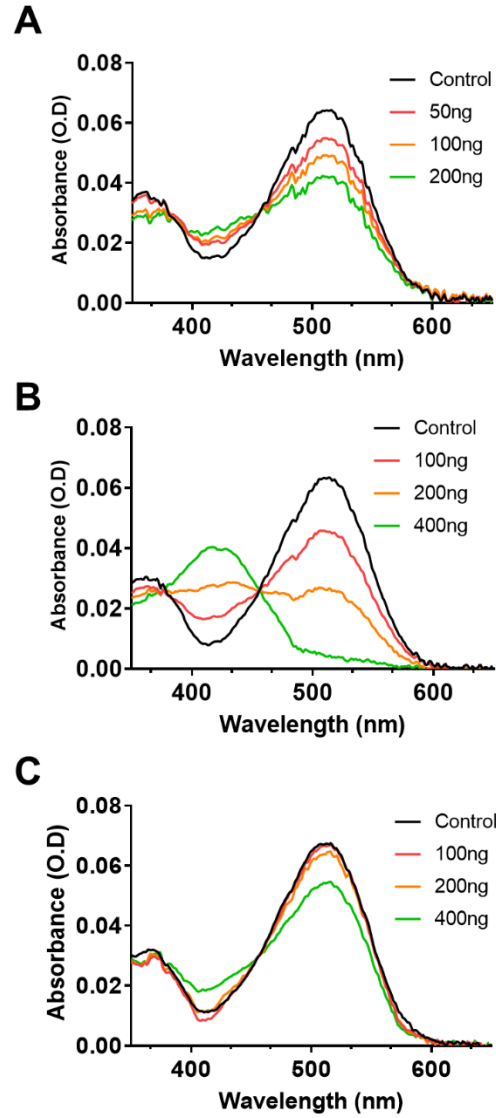 A
0.08
0.06
0.04
0.02
0.00
Absorbance (O.D)
Control
50ng
100ng
200ng
400
500
600
Wavelength (nm)
B
0.08
0.06
0.04
0.02
0.00
Absorbance (O.D)
Control
100ng
200ng
400ng
400
500
600
Wavelength (nm)
C
0.08
0.06
0.04
0.02
0.00
Absorbance (O.D)
Control
100ng
200ng
400ng
400
500
600
Wavelength (nm)